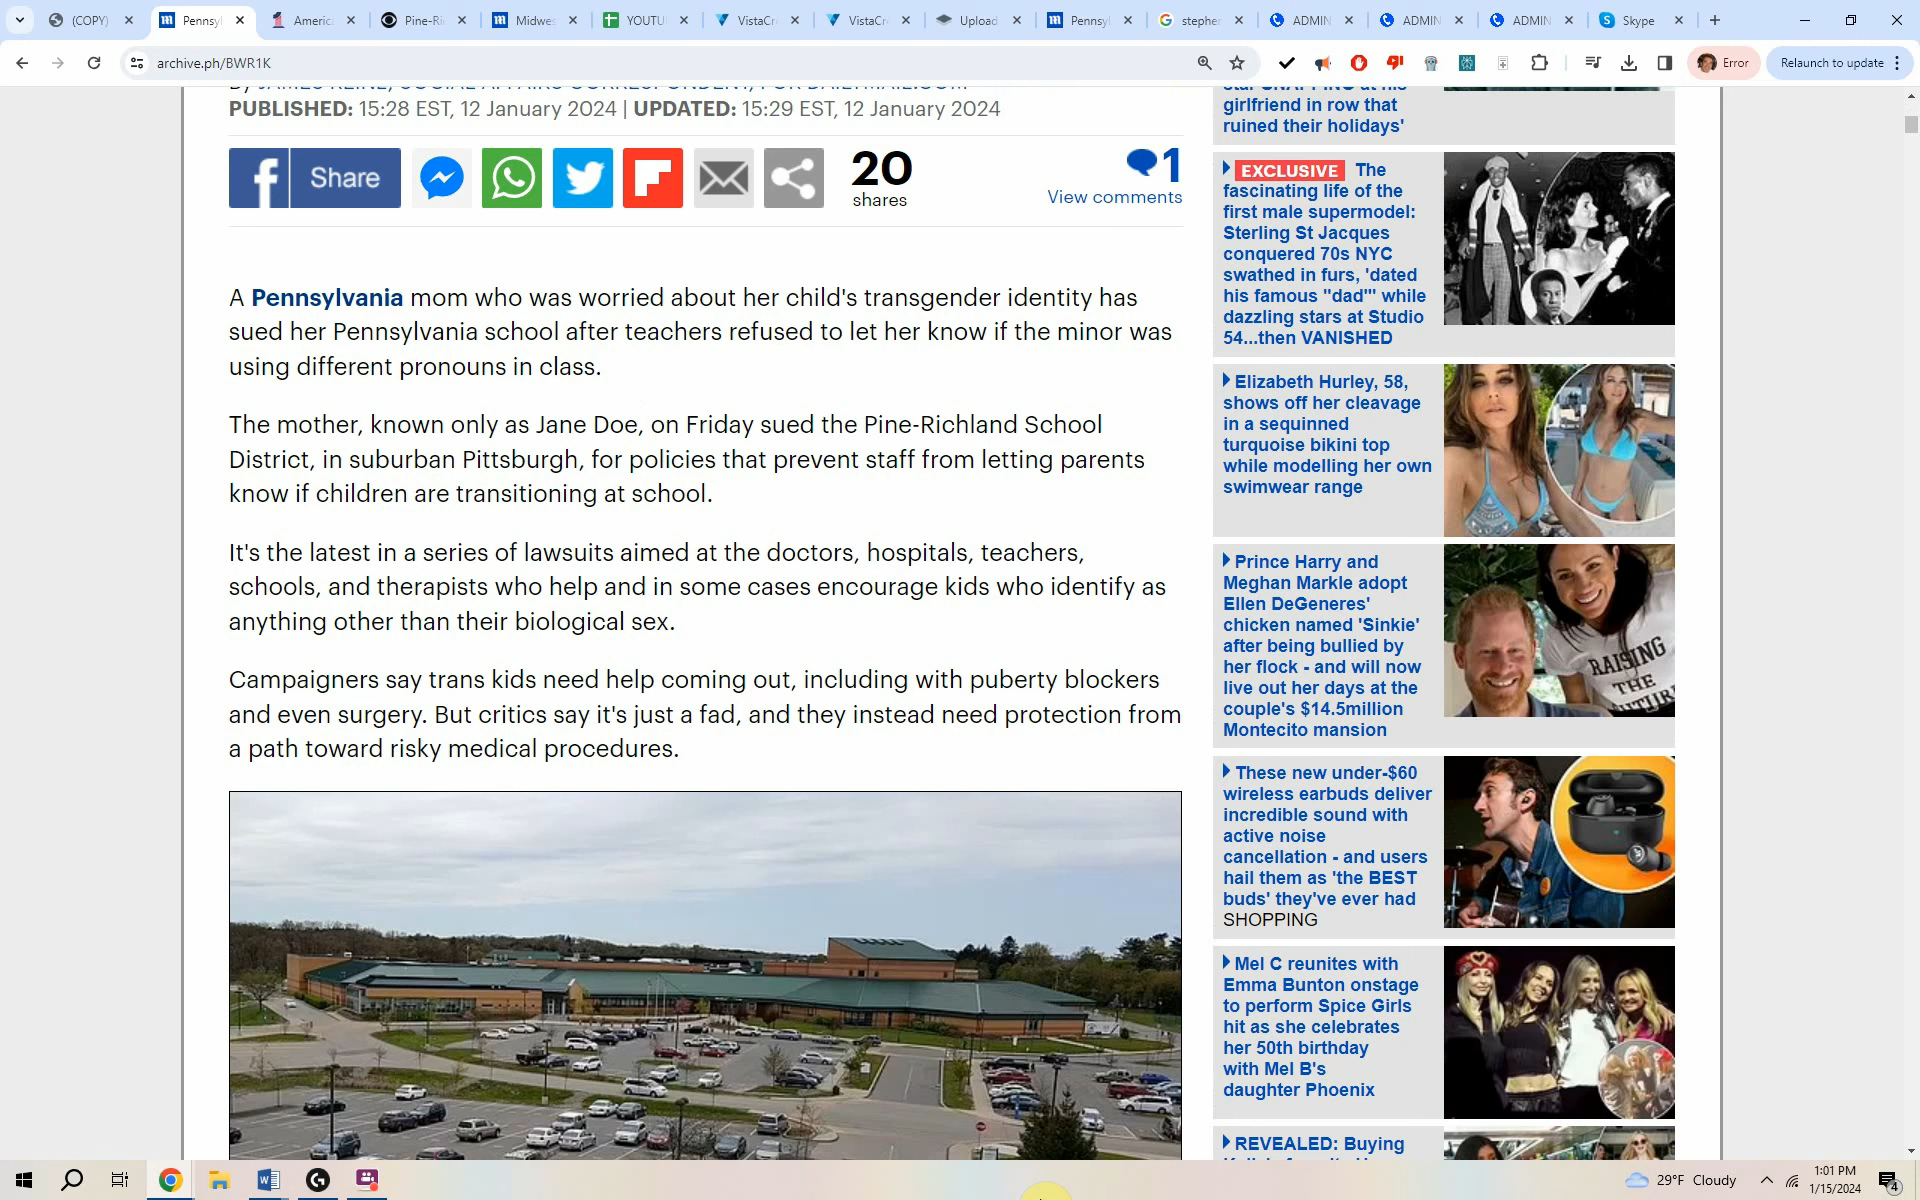 (COPY)
Pennsyl
Americ
Pine-Ri
Midwes
YOUTU
VistaCr
VistaCr
Upload
Pennsyl
stephen
ADMIN
ADMIN
ADMIN
Skype
archive.ph/BWR1K
Error
Relaunch to update
PUBLISHED: 15:28 EST, 12 January 2024 | UPDATED: 15:29 EST, 12 January 2024
Share
20
shares
1
View comments
A Pennsylvania mom who was worried about her child's transgender identity has
sued her Pennsylvania school after teachers refused to let her know if the minor was
using different pronouns in class.
The mother, known only as Jane Doe, on Friday sued the Pine-Richland School
District, in suburban Pittsburgh, for policies that prevent staff from letting parents
know if children are transitioning at school.
It's the latest in a series of lawsuits aimed at the doctors, hospitals, teachers,
schools, and therapists who help and in some cases encourage kids who identify as
anything other than their biological sex.
Campaigners say trans kids need help coming out, including with puberty blockers
and even surgery. But critics say it's just a fad, and they instead need protection from
a path toward risky medical procedures.
girlfriend in row that
ruined their holidays'
EXCLUSIVE The
fascinating life of the
first male supermodel:
Sterling St Jacques
conquered 70s NYC
swathed in furs, 'dated
his famous "dad"' while
dazzling stars at Studio
54...then VANISHED
Elizabeth Hurley, 58,
shows off her cleavage
in a sequinned
turquoise bikini top
while modelling her own
swimwear range
Prince Harry and
Meghan Markle adopt
Ellen DeGeneres'
chicken named 'Sinkie'
after being bullied by
her flock - and will now
live out her days at the
couple's $14.5million
Montecito mansion
RAISING
THE
These new under-$60
wireless earbuds deliver
incredible sound with
active noise
cancellation - and users
hail them as 'the BEST
buds' they've ever had
SHOPPING
Mel C reunites with
Emma Bunton onstage
to perform Spice Girls
hit as she celebrates
her 50th birthday
with Mel B's
daughter Phoenix
REVEALED: Buying
29°F Cloudy
1:01 PM
1/15/2024
4